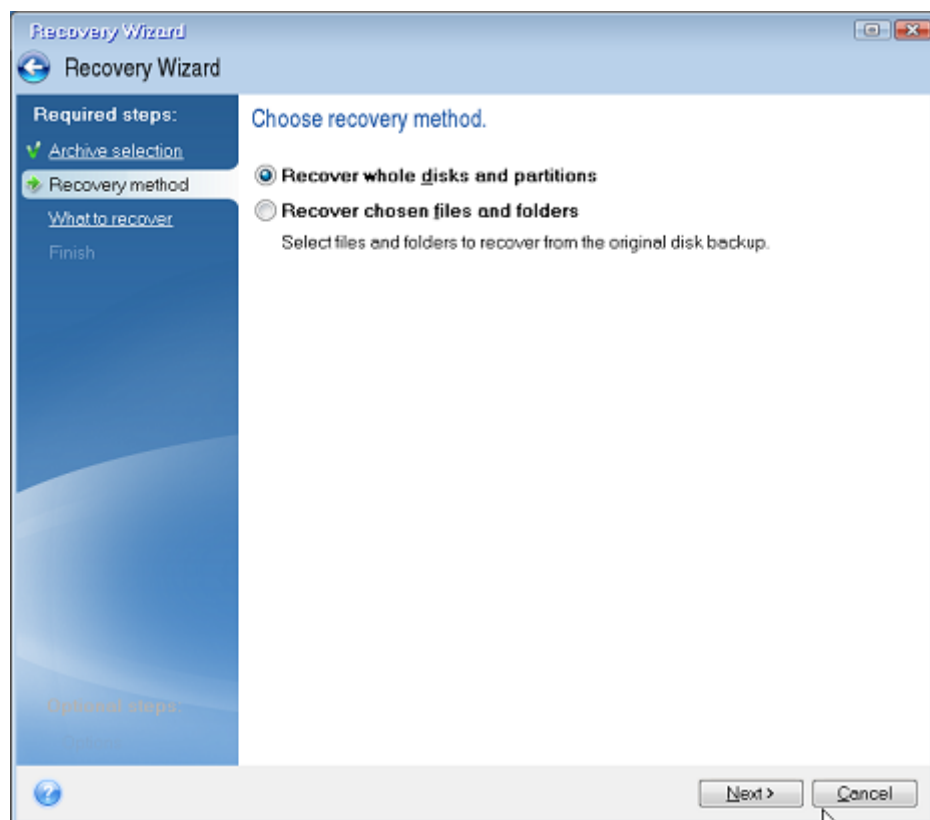 Recovery Wizard
Recovery Wizard
Required steps:
Archive selection
Recovery method
What to recover
Finish
Optional steps:
Choose recovery method.
Recover whole disks and partitions
Recover chosen files and folders
Select files and folders to recover from the original disk backup.
Next >
Cancel